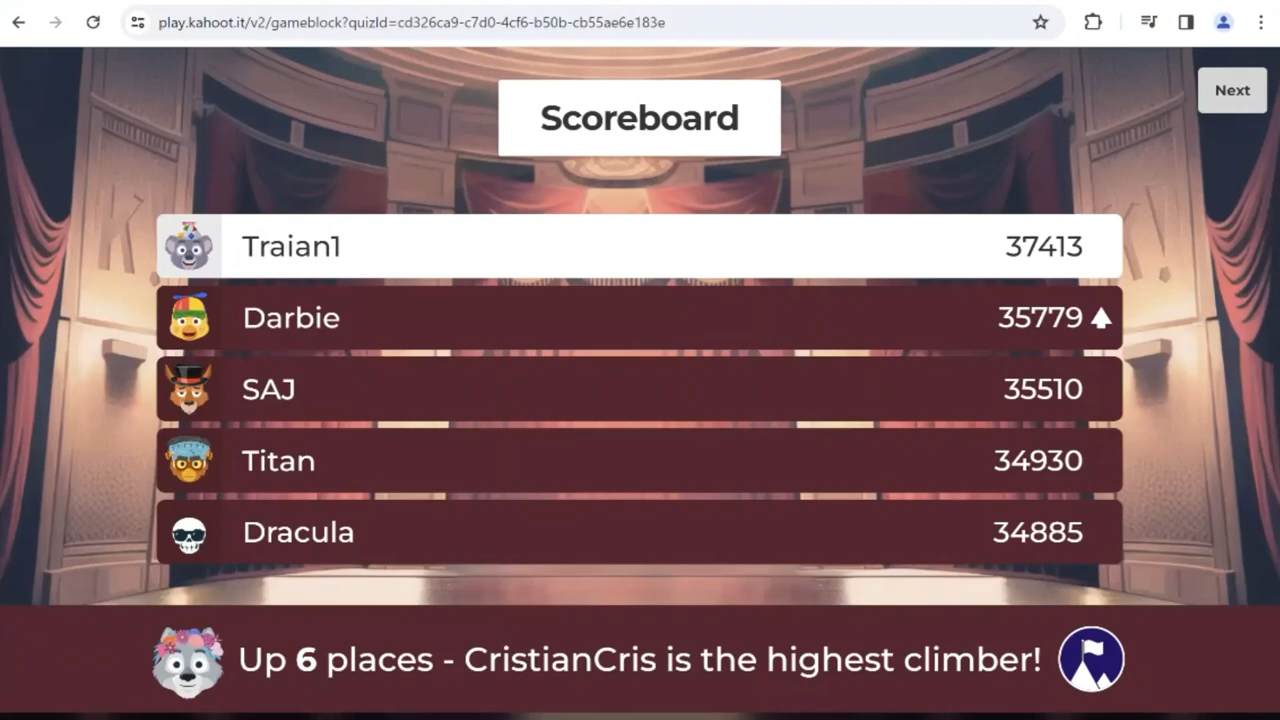 play.kahoot.it/v2/gameblock?quizId=cd326ca9-c7d0-4cf6-b50b-cb55ae6e183e
Next
Scoreboard
Traian1 37413
Darbie 35779
SAJ 35510
Titan 34930
Dracula 34885
Up 6 places - CristianCris is the highest climber!
K
!